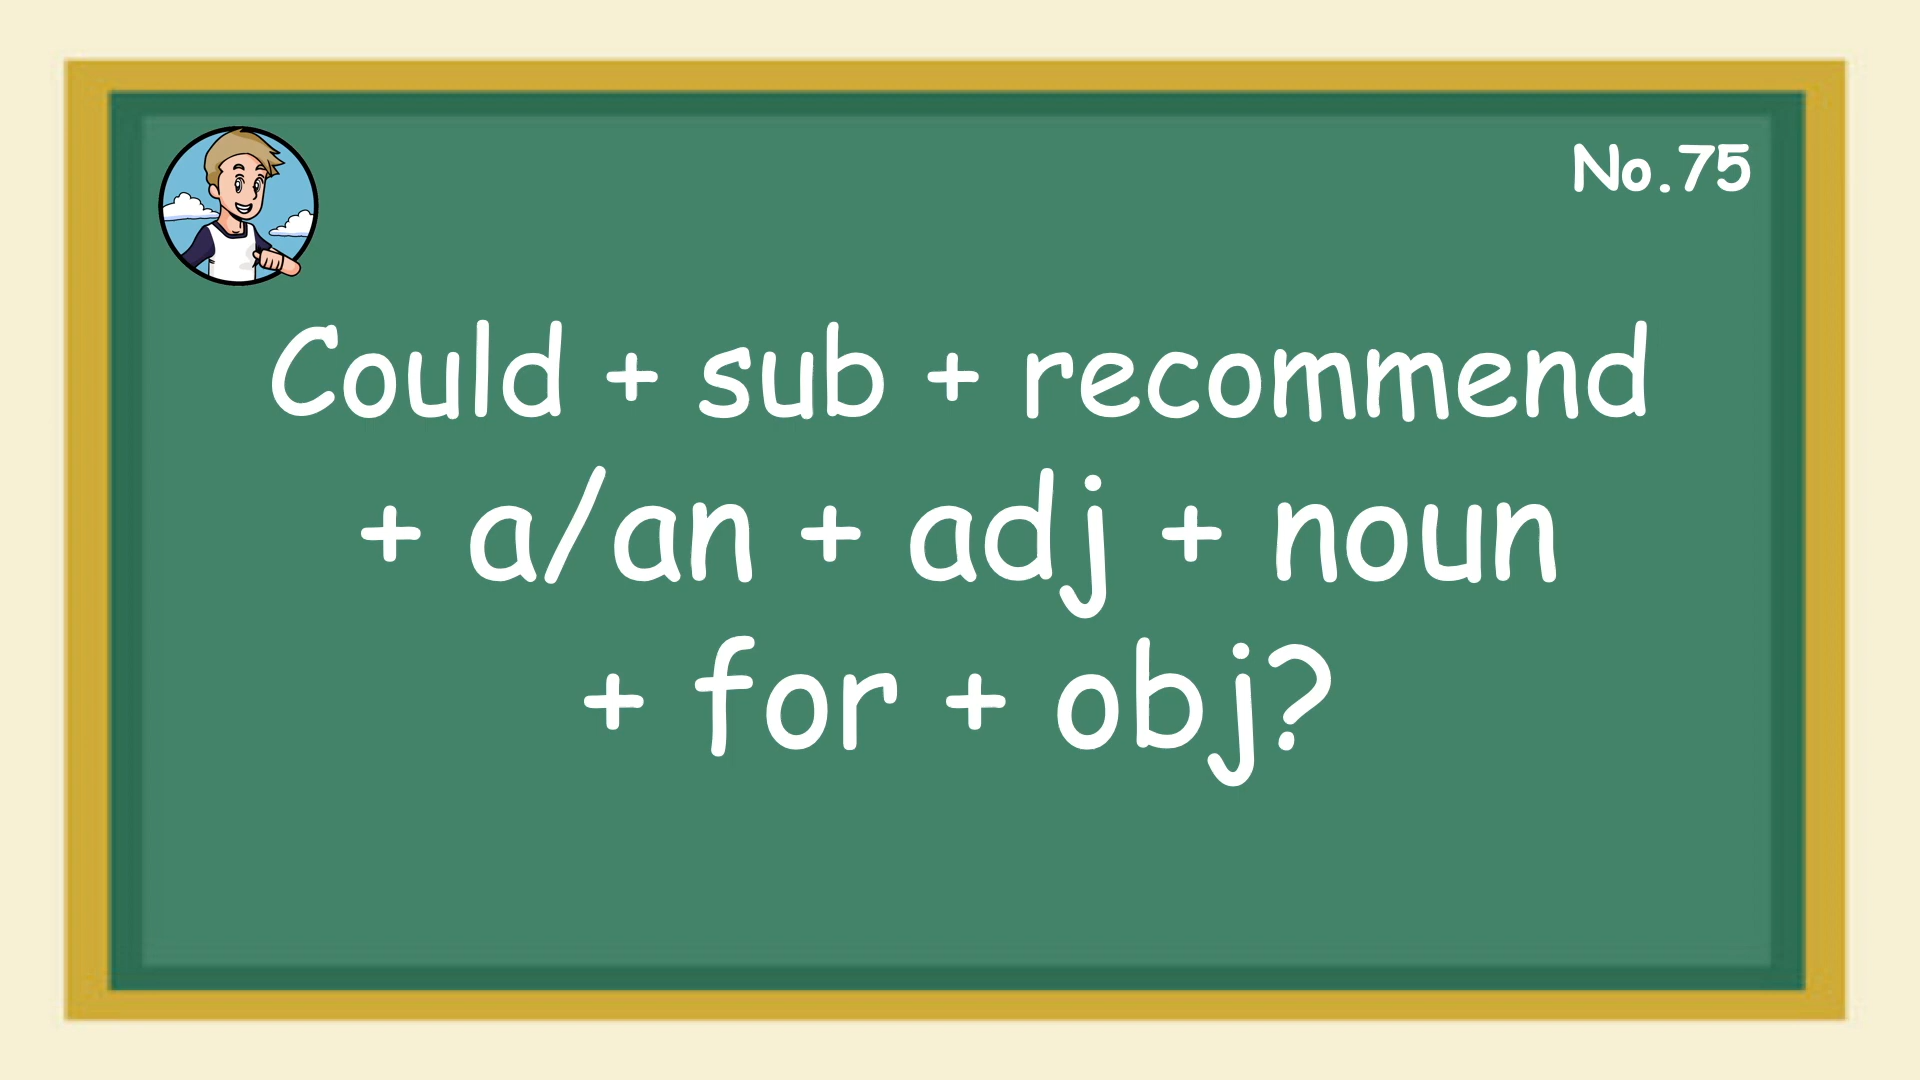 No.75
Could + sub + recommend
+ a/an + adj + noun
+ for + obj?